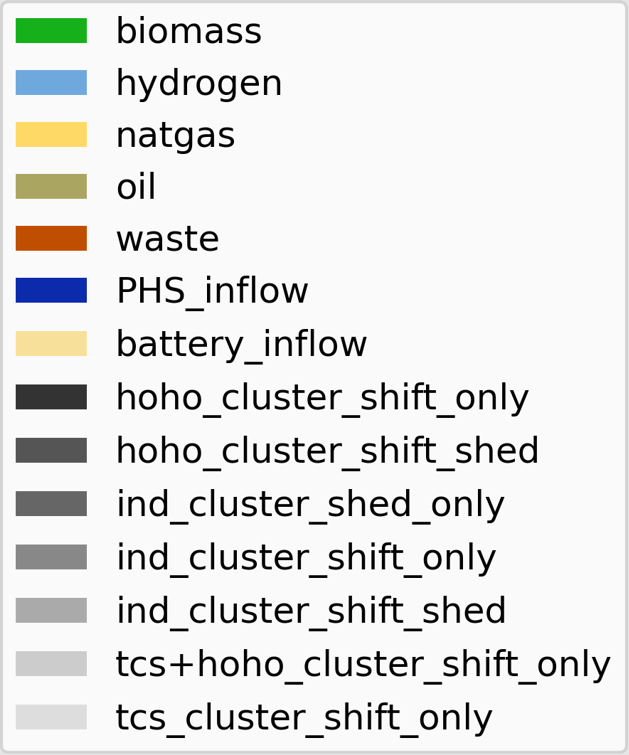 biomass
hydrogen
natgas
oil
waste
PHS_inflow
battery_inflow
hoho_cluster_shift_only
hoho_cluster_shift_shed
ind_cluster_shed_only
ind_cluster_shift_only
ind_cluster_shift_shed
tcs+hoho_cluster_shift_only
tcs_cluster_shift_only